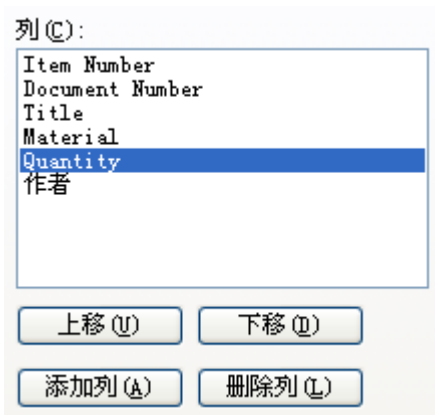 列(C):
Item Number
Document Number
Title
Material
Quantity
作者
上移(U) 下移(D)
添加列(A) 删除列(L)